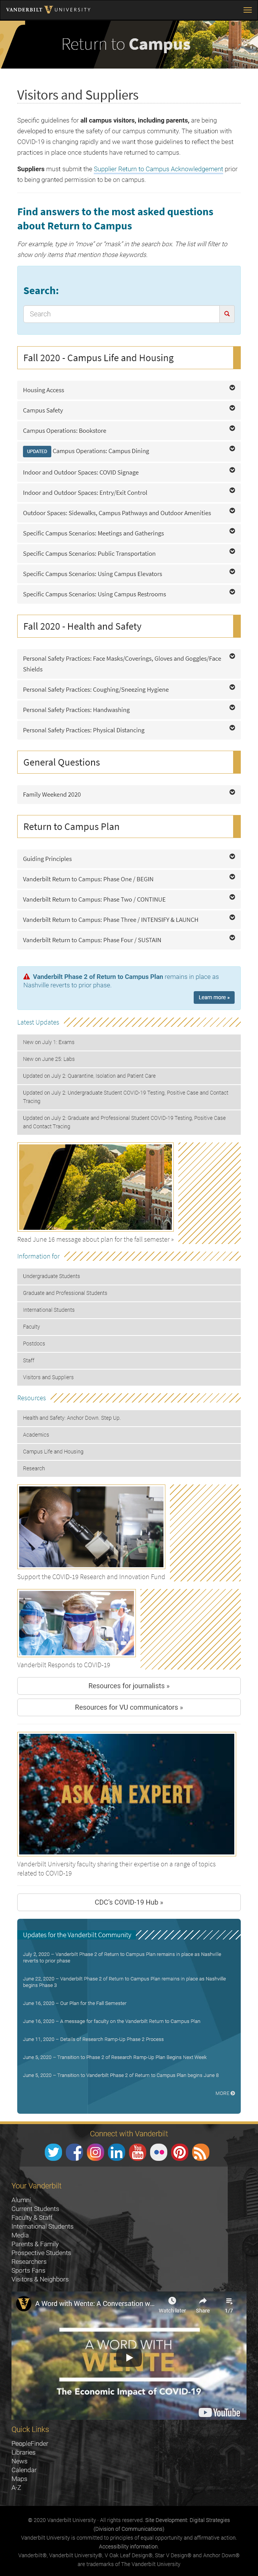 VANDERBILT V UNIVERSITY
Return to Campus
Visitors and Suppliers
Specific guidelines for all campus visitors, including parents, are
being developed to ensure the safety of our campus community. The situation with
COVID-19 is changing rapidly and we want those guidelines to reflect the best
practices in place once students have returned to campus.
Suppliers must submit the Supplier Return to Campus Acknowledgement prior
to being granted permission to be on campus.
Find answers to the most asked questions
about Return to Campus
For example, type in "move" or "mask" in the search box. The list will filter to
show only items that mention those keywords.
Search:
Search
Fall 2020 - Campus Life and Housing
Housing Access
Campus Safety
Campus Operations: Bookstore
UPDATED Campus Operations: Campus Dining
Indoor and Outdoor Spaces: COVID Signage
Indoor and Outdoor Spaces: Entry/Exit Control
Outdoor Spaces: Sidewalks, Campus Pathways and Outdoor Amenities
Specific Campus Scenarios: Meetings and Gatherings
Specific Campus Scenarios: Public Transportation
Specific Campus Scenarios: Using Campus Elevators
Specific Campus Scenarios: Using Campus Restrooms
Fall 2020 - Health and Safety
Personal Safety Practices: Face Masks/Coverings, Gloves and Goggles/Face
Shields
Personal Safety Practices: Coughing/Sneezing Hygiene
Personal Safety Practices: Handwashing
Personal Safety Practices: Physical Distancing
General Questions
Family Weekend 2020
Return to Campus Plan
Guiding Principles
Vanderbilt Return to Campus: Phase One / BEGIN
Vanderbilt Return to Campus: Phase Two / CONTINUE
Vanderbilt Return to Campus: Phase Three / INTENSIFY & LAUNCH
Vanderbilt Return to Campus: Phase Four / SUSTAIN
Vanderbilt Phase 2 of Return to Campus Plan remains in place as
Nashville reverts to prior phase.
Learn more »
Latest Updates
New on July 1: Exams
New on June 25: Labs
Updated on July 2: Quarantine, Isolation and Patient Care
Updated on July 2: Undergraduate Student COVID-19 Testing, Positive Case and Contact
Tracing
Updated on July 2: Graduate and Professional Student COVID-19 Testing, Positive Case
and Contact Tracing
Read June 16 message about plan for the fall semester »
Information for
Undergraduate Students
Graduate and Professional Students
International Students
Faculty
Postdocs
Staff
Visitors and Suppliers
Resources
Health and Safety: Anchor Down. Step Up.
Academics
Campus Life and Housing
Research
Support the COVID-19 Research and Innovation Fund
Vanderbilt Responds to COVID-19
Resources for journalists »
Resources for VU communicators »
ASK AN EXPERT
Vanderbilt University faculty sharing their expertise on a range of topics
related to COVID-19
CDC's COVID-19 Hub »
Updates for the Vanderbilt Community
July 2, 2020 – Vanderbilt Phase 2 of Return to Campus Plan remains in place as Nashville
reverts to prior phase
June 22, 2020 – Vanderbilt Phase 2 of Return to Campus Plan remains in place as Nashville
begins Phase 3
June 16, 2020 – Our Plan for the Fall Semester
June 16, 2020 – A message for faculty on the Vanderbilt Return to Campus Plan
June 11, 2020 – Details of Research Ramp-Up Phase 2 Process
June 8, 2020 – Transition to Phase 2 of Research Ramp-Up Plan Begins Next Week
June 5, 2020 – Transition to Vanderbilt Phase 2 of Return to Campus Plan begins June 8
MORE
Connect with Vanderbilt
Your Vanderbilt
Alumni
Current Students
Faculty & Staff
International Students
Media
Parents & Family
Prospective Students
Researchers
Sports Fans
Visitors & Neighbors
A Word with Wente: A Conversation w...
Watch later
Share
1/7
A WORD WITH
WENTE
The Economic Impact of COVID-19
YouTube
Quick Links
PeopleFinder
Libraries
News
Calendar
Maps
A-Z
© 2020 Vanderbilt University · All rights reserved. Site Development: Digital Strategies
(Division of Communications)
Vanderbilt University is committed to principles of equal opportunity and affirmative action.
Accessibility information.
Vanderbilt®, Vanderbilt University®, V Oak Leaf Design®, Star V Design® and Anchor Down®
are trademarks of The Vanderbilt University